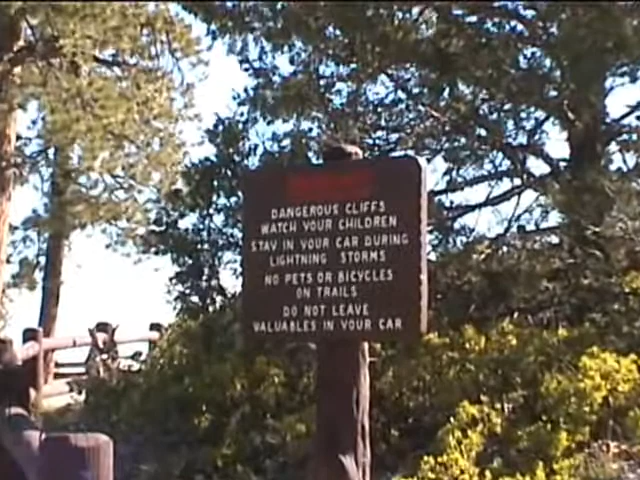 DANGEROUS CLIFFS
WATCH YOUR CHILDREN
STAY IN YOUR CAR DURING
LIGHTNING STORMS
NO PETS OR BICYCLES
ON TRAILS
DO NOT LEAVE
VALUABLES IN YOUR CAR